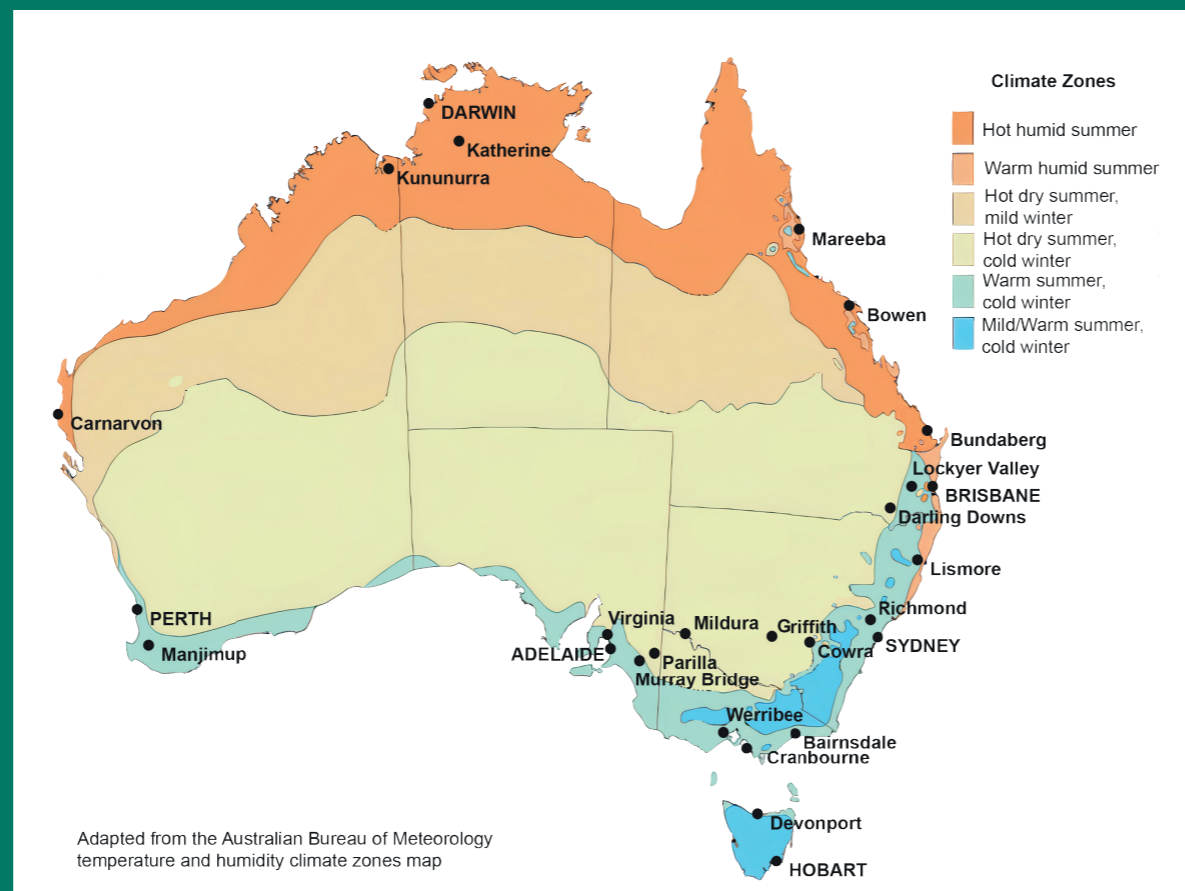 Climate Zones
Hot humid summer
Warm humid summer
Hot dry summer,
mild winter
Hot dry summer,
cold winter
Warm summer,
cold winter
Mild/Warm summer,
cold winter
DARWIN
Katherine
Kununurra
Mareeba
Bowen
Carnarvon
Bundaberg
Lockyer Valley
BRISBANE
Darling Downs
Lismore
Richmond
SYDNEY
PERTH
Manjimup
Virginia
Mildura
Griffith
Cowra
ADELAIDE
Parilla
Murray Bridge
Werribee
Bairnsdale
Cranbourne
Devonport
HOBART
Adapted from the Australian Bureau of Meteorology
temperature and humidity climate zones map